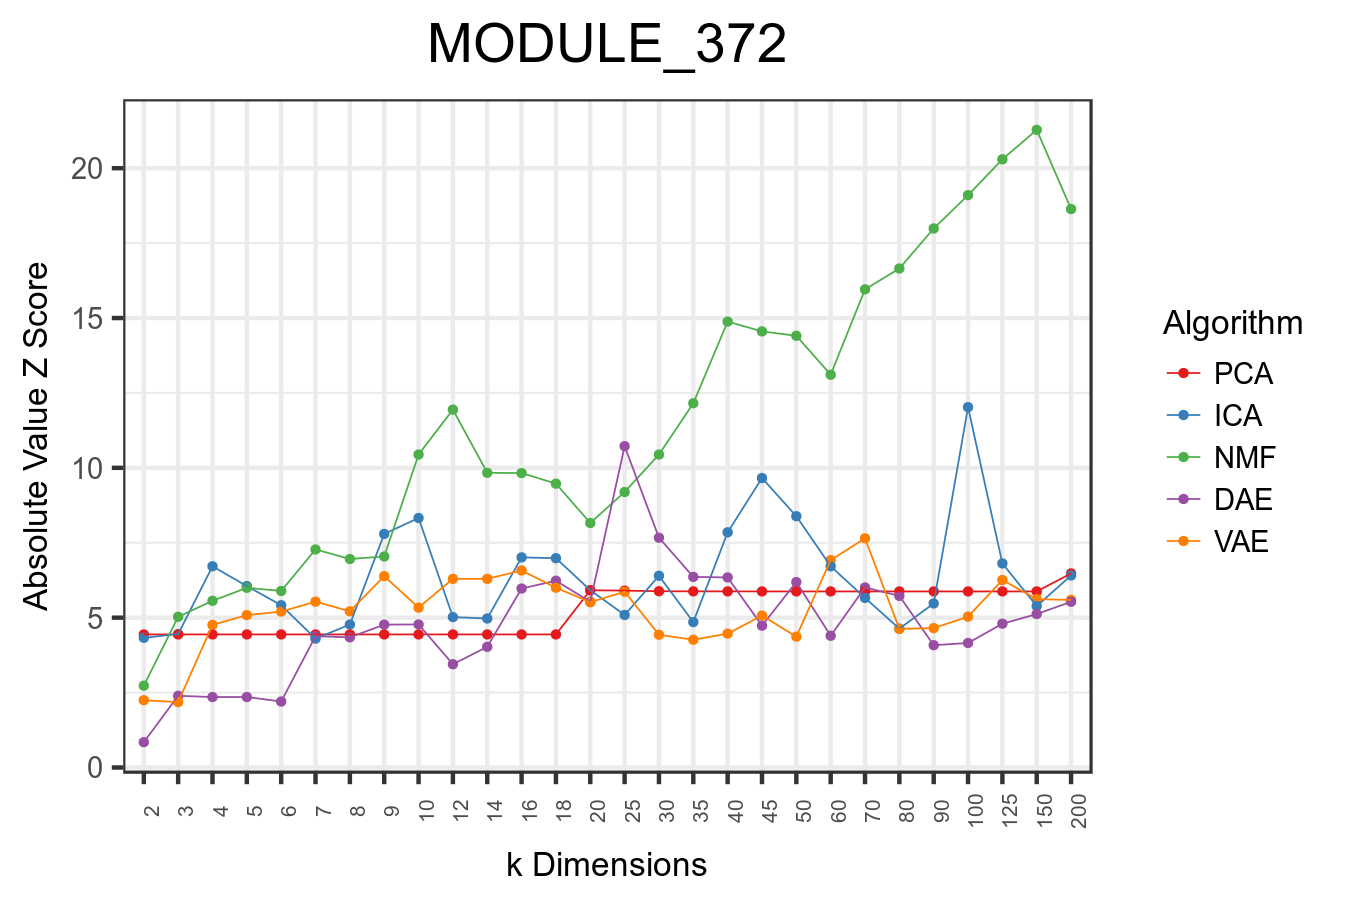 MODULE_372
Absolute Value Z Score
20
15
10
5
0
2 3 4 5 6 7 8 9 10 12 14 16 18 20 25 30 35 40 45 50 60 70 80 90 100 125 150 200
k Dimensions
Algorithm
PCA
ICA
NMF
DAE
VAE